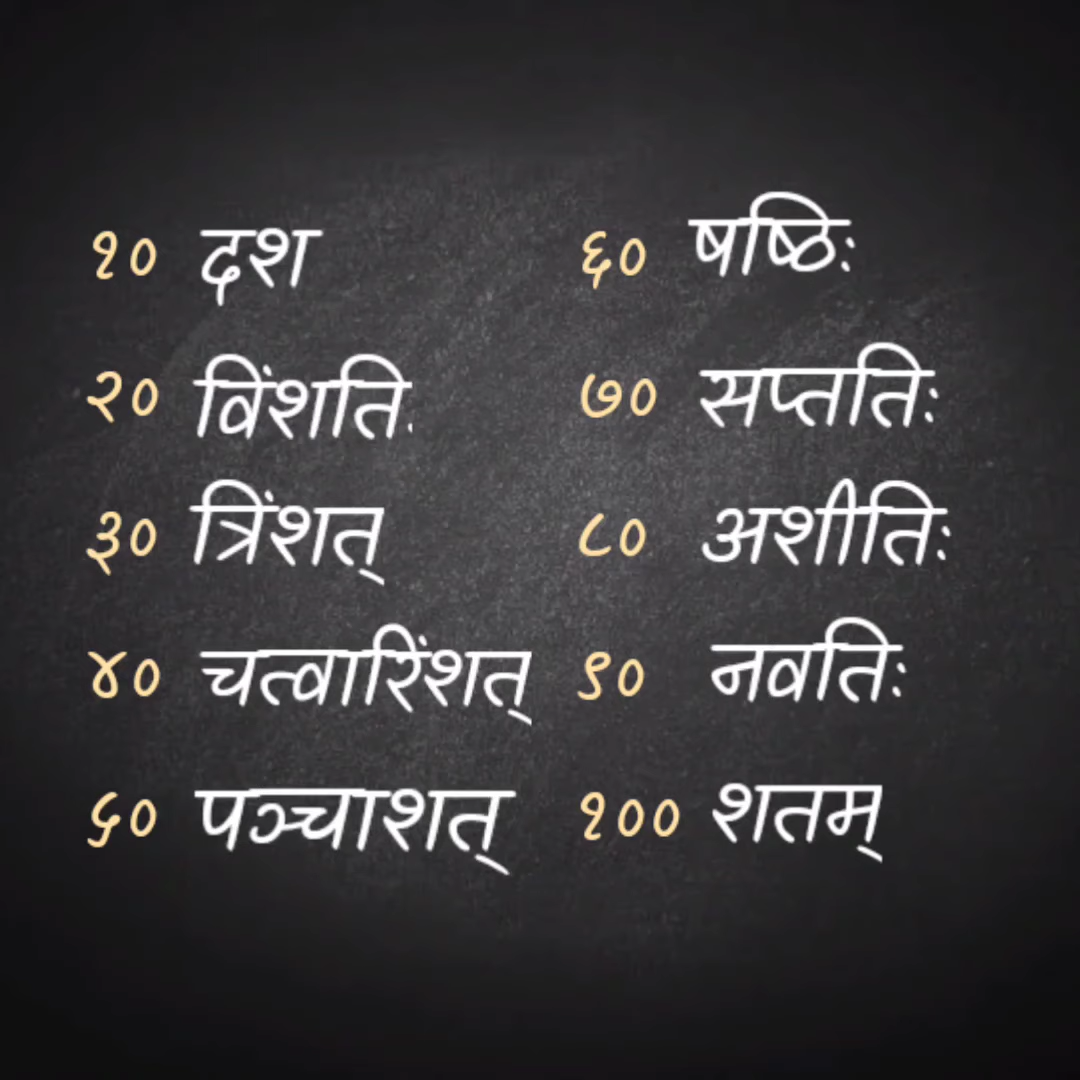 १० दश
२० विंशति:
३० त्रिंशत्
४० चत्वारिंशत्
५० पञ्चाशत्
६० षष्ठिः
७० सप्ततिः
८० अशीतिः
९० नवतिः
१०० शतम्